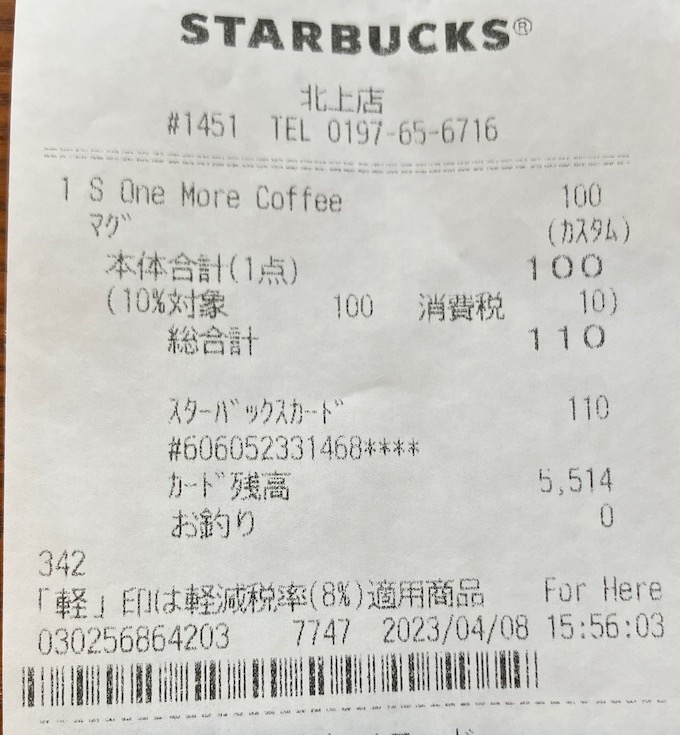 STARBUCKS®
北上店
#1451 TEL 0197-65-6716
1 S One More Coffee 100
ﾏｸﾞ (ｶｽﾀﾑ)
本体合計(1点) 100
(10%対象 100 消費税 10)
総合計 110
ｽﾀｰﾊﾞｯｸｽｶｰﾄﾞ 110
#606052331468****
ｶｰﾄﾞ残高 5,514
お釣り 0
342
「軽」印は軽減税率(8%)適用商品 For Here
030256864203 7747 2023/04/08 15:56:03